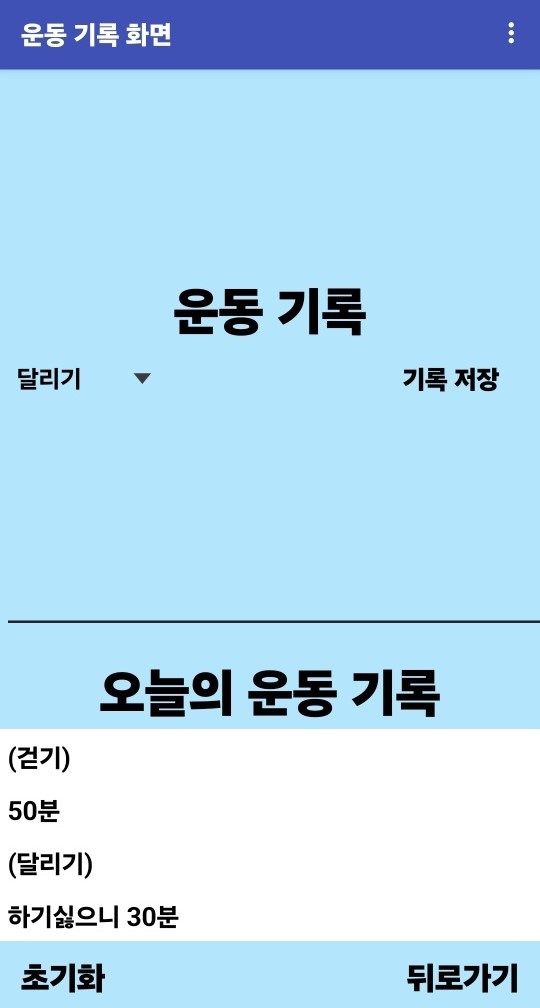 운동 기록 화면
운동 기록
달리기
기록 저장
오늘의 운동 기록
(걷기)
50분
(달리기)
하기싫으니 30분
초기화
뒤로가기